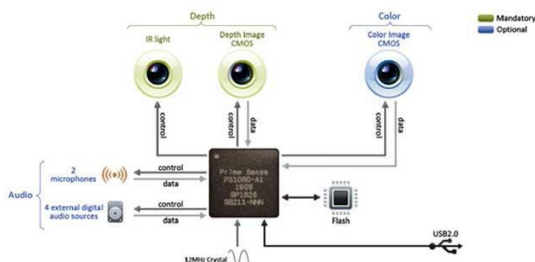 Depth
Color
Mandatory
Optional
IR light
Depth Image
CMOS
Color Image
CMOS
control
control
data
control
data
Prime Sense
PS1080-A1
1909
BP1826
SB211-NHN
Audio
2
microphones
control
data
4 external digital
audio sources
control
data
Flash
USB2.0
12MHz Crystal